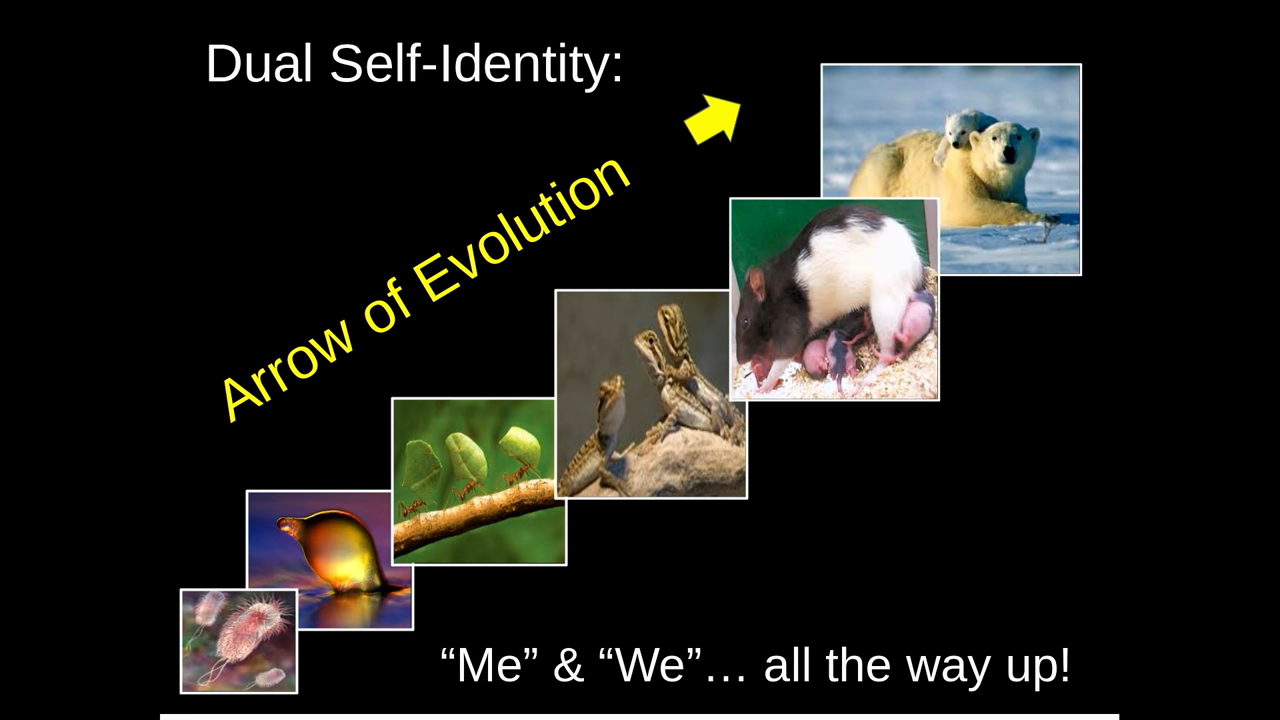 Dual Self-Identity:
Arrow of Evolution
“Me” & “We”… all the way up!